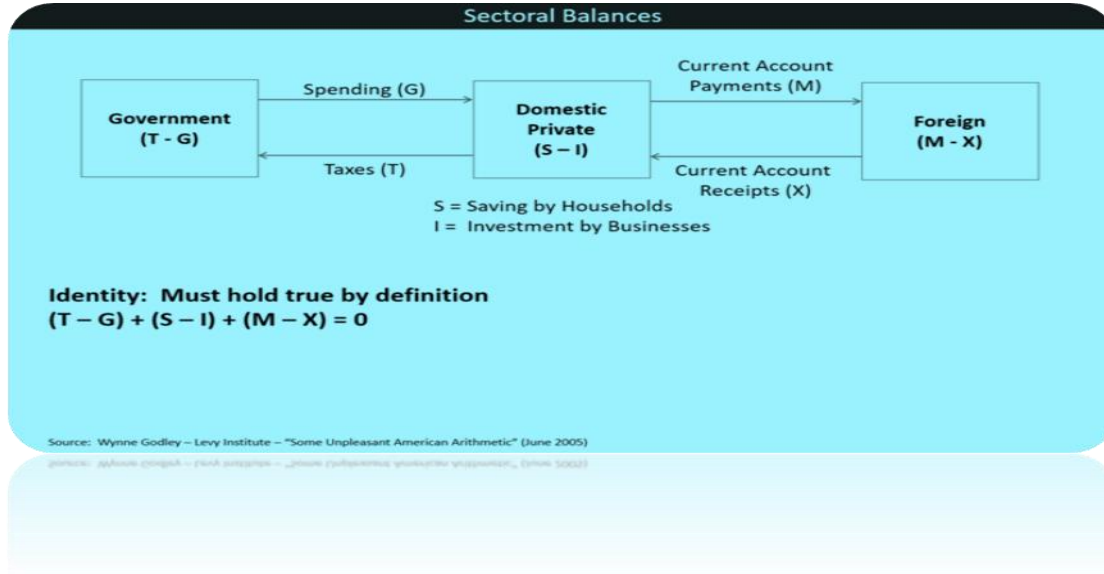 Sectoral Balances
Government
(T - G)
Spending (G)
Taxes (T)
Domestic
Private
(S – I)
Current Account
Payments (M)
Current Account
Receipts (X)
Foreign
(M - X)
S = Saving by Households
I =  Investment by Businesses
Identity:  Must hold true by definition
(T – G) + (S – I) + (M – X) = 0
Source:  Wynne Godley – Levy Institute – "Some Unpleasant American Arithmetic" (June 2005)